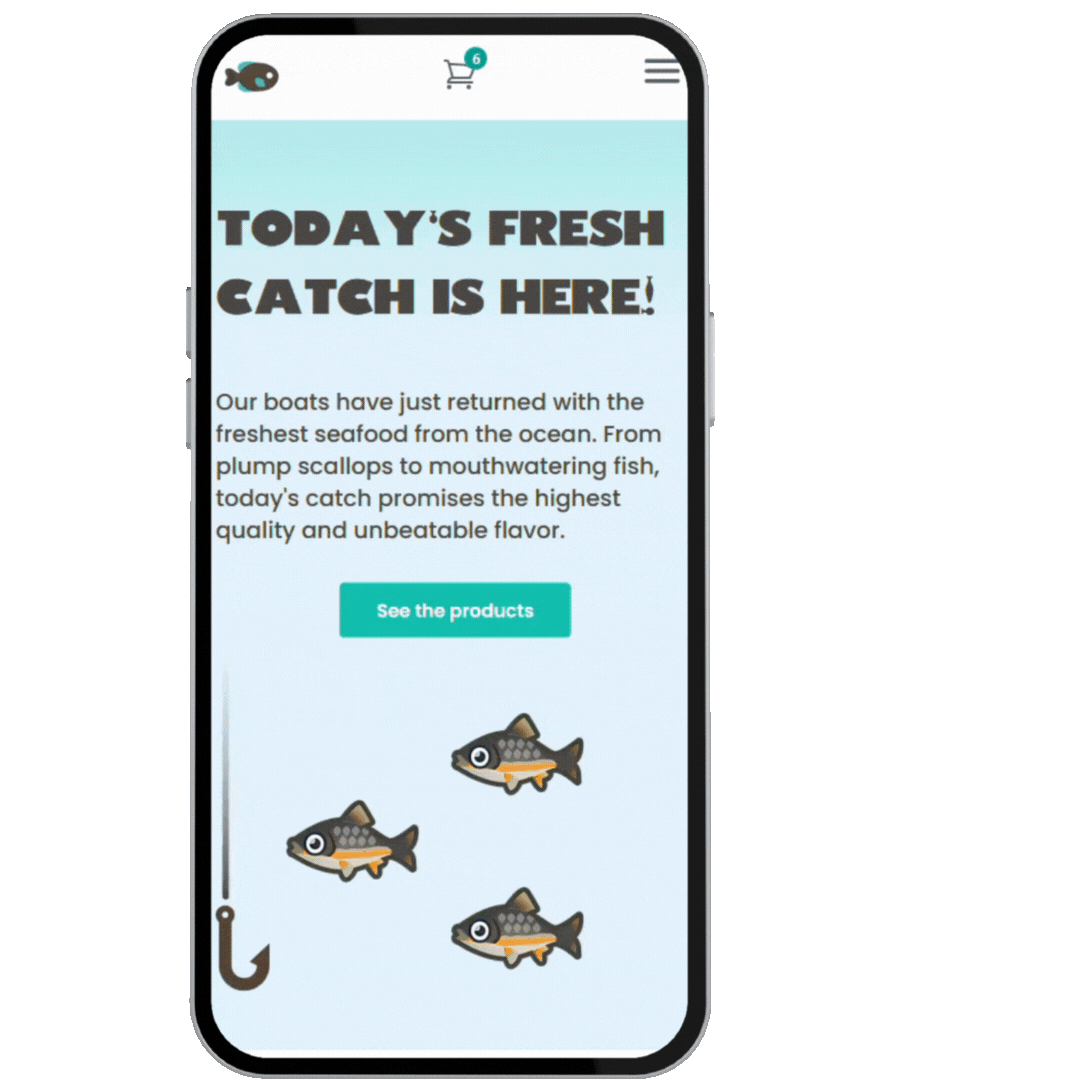 6
TODAY'S FRESH
CATCH IS HERE!
Our boats have just returned with the
freshest seafood from the ocean. From
plump scallops to mouthwatering fish,
today's catch promises the highest
quality and unbeatable flavor.
See the products